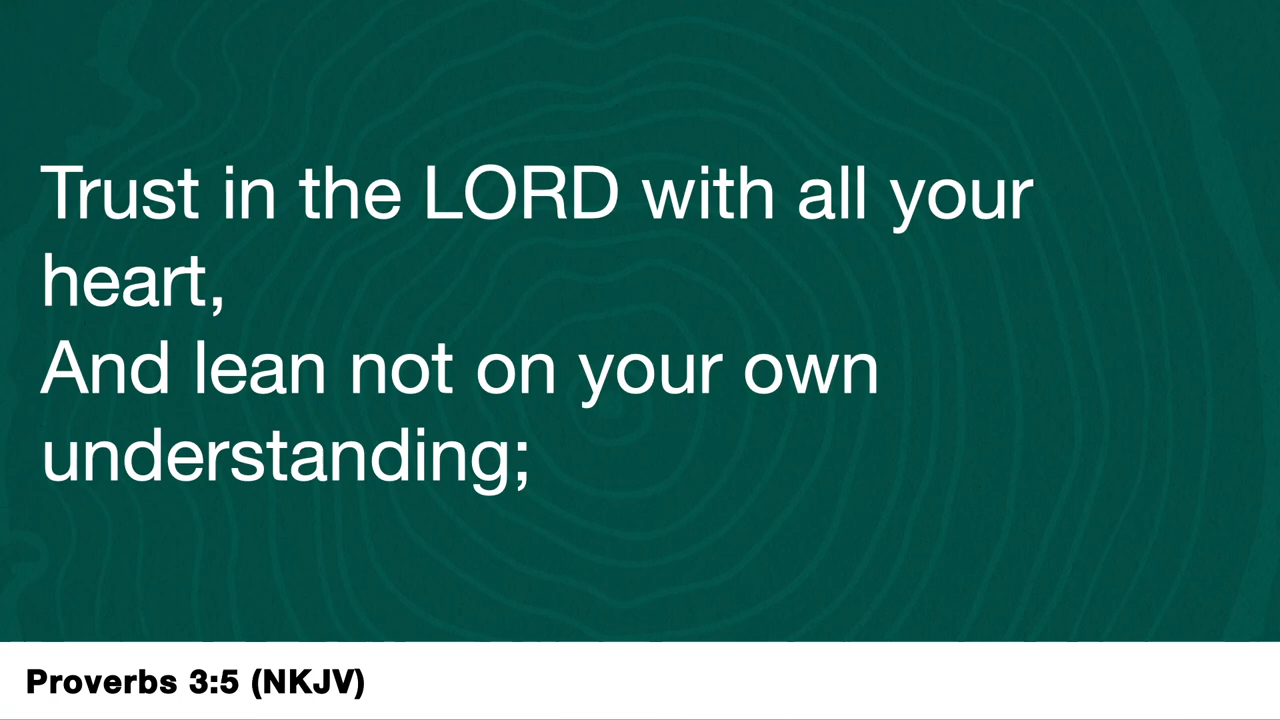 Trust in the LORD with all your
heart,
And lean not on your own
understanding;
Proverbs 3:5 (NKJV)